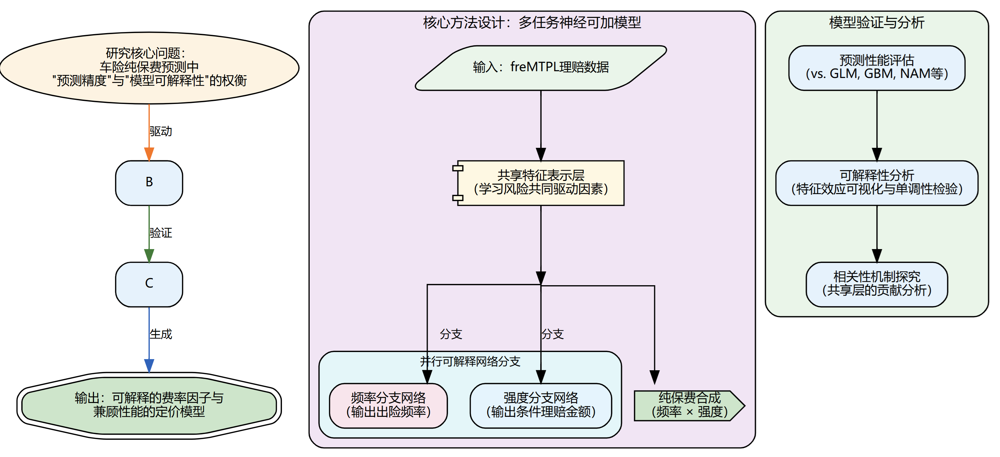 研究核心问题：
车险纯保费预测中
"预测精度"与"模型可解释性"的权衡
驱动
B
验证
C
生成
输出：可解释的费率因子与
兼顾性能的定价模型
核心方法设计：多任务神经可加模型
输入：freMTPL理赔数据
共享特征表示层
（学习风险共同驱动因素）
分支
分支
并行可解释网络分支
频率分支网络
（输出出险频率）
强度分支网络
（输出条件理赔金额）
纯保费合成
（频率 × 强度）
模型验证与分析
预测性能评估
（vs. GLM, GBM, NAM等）
可解释性分析
（特征效应可视化与单调性检验）
相关性机制探究
（共享层的贡献分析）